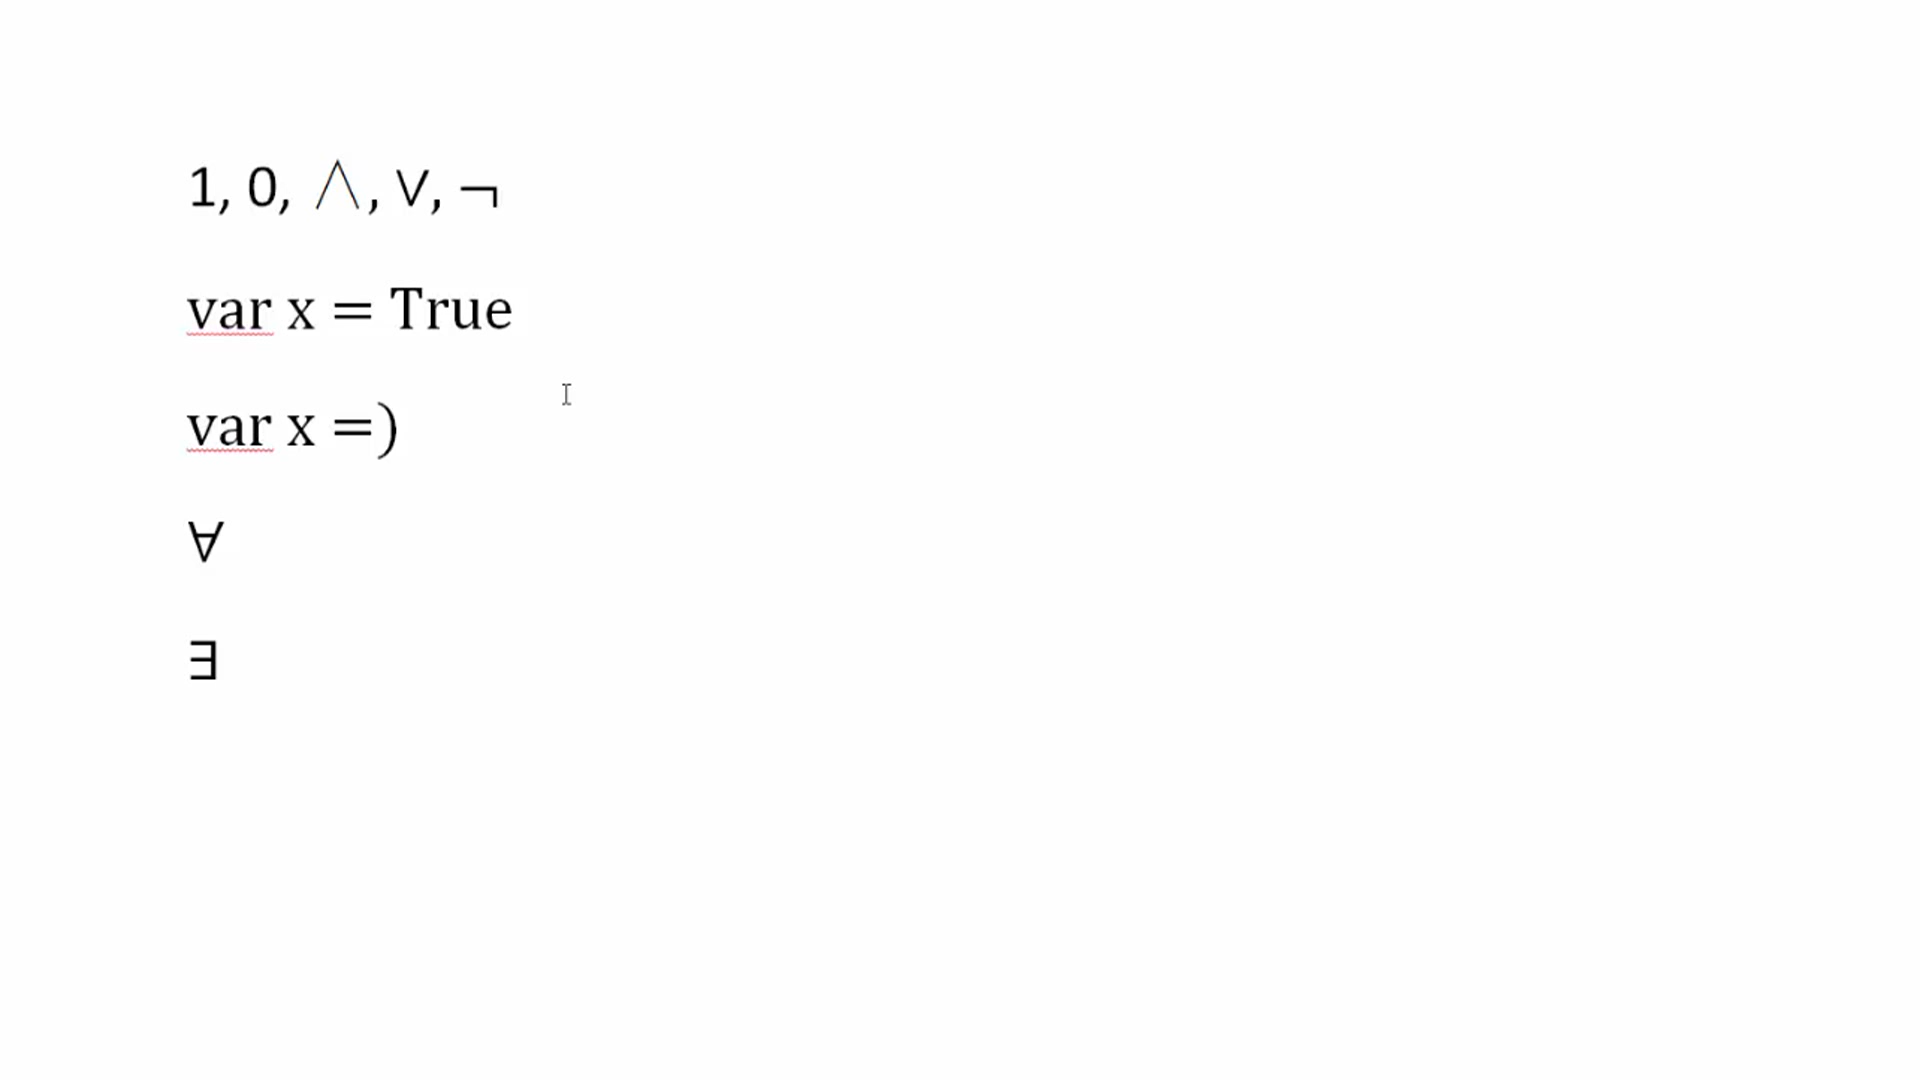 1, 0, ∧, ∨, ¬
var x = True
var x =)
∀
∃